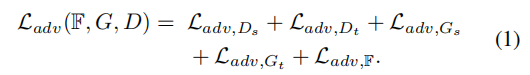 ℒ_{adv}(𝔽, G, D) = ℒ_{adv,D_s} + ℒ_{adv,D_t} + ℒ_{adv,G_s}
+ ℒ_{adv,G_t} + ℒ_{adv,𝔽}. (1)